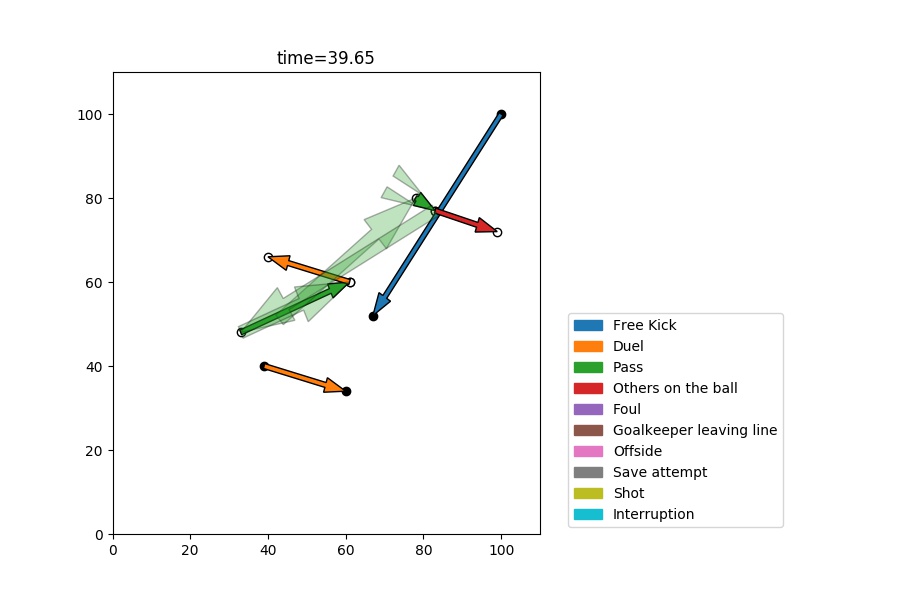 time=39.65
100
80
60
40
20
0
0 20 40 60 80 100
Free Kick
Duel
Pass
Others on the ball
Foul
Goalkeeper leaving line
Offside
Save attempt
Shot
Interruption